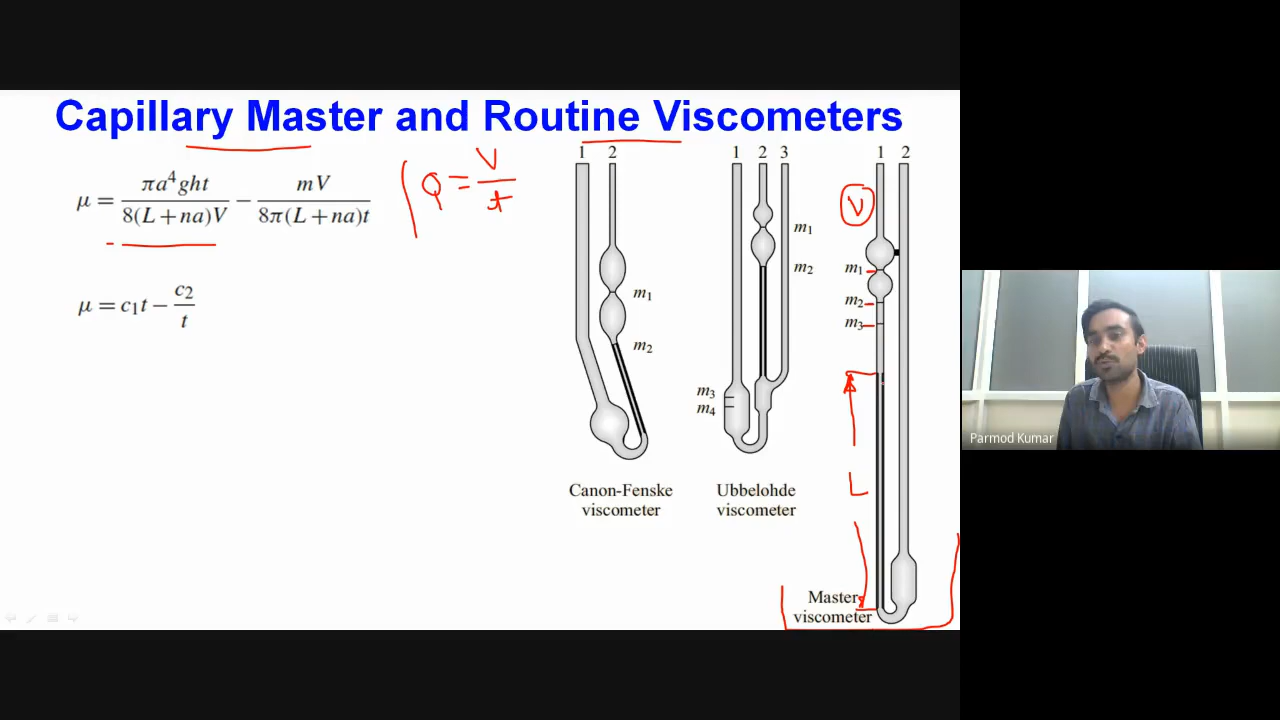 Capillary Master and Routine Viscometers
μ = πa⁴ght / 8(L+na)V − mV / 8π(L+na)t
Q = V / t
μ = c₁t − c₂ / t
1 2
m₁
m₂
Canon-Fenske
viscometer
1 2 3
m₁
m₂
m₃
m₄
Ubbelohde
viscometer
1 2
V
m₁
m₂
m₃
L
Master
viscometer
Parmod Kumar